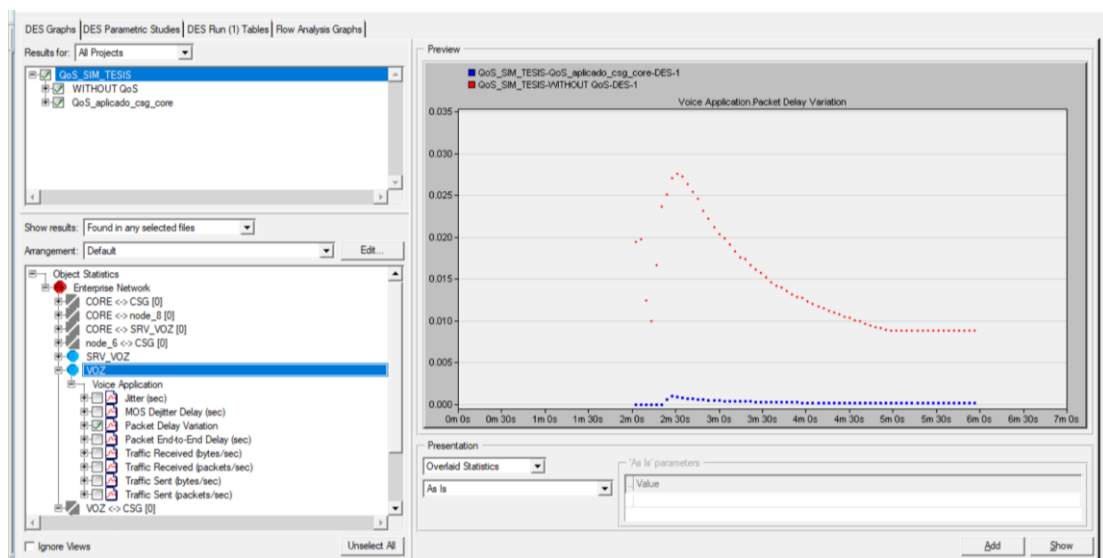 DES Graphs DES Parametric Studies DES Run (1) Tables Flow Analysis Graphs
Results for: All Projects
QoS_SIM_TESIS
WITHOUT QoS
QoS_aplicado_csg_core
Show results: Found in any selected files
Arrangement: Default Edit...
Object Statistics
Enterprise Network
CORE <-> CSG [0]
CORE <-> node_8 [0]
CORE <-> SRV_VOZ [0]
node_6 <-> CSG [0]
SRV_VOZ
VOZ
Voice Application
Jitter (sec)
MOS Dejitter Delay (sec)
Packet Delay Variation
Packet End-to-End Delay (sec)
Traffic Received (bytes/sec)
Traffic Received (packets/sec)
Traffic Sent (bytes/sec)
Traffic Sent (packets/sec)
VOZ <-> CSG [0]
Ignore Views Unselect All
Preview
QoS_SIM_TESIS-QoS_aplicado_csg_core-DES-1
QoS_SIM_TESIS-WITHOUT QoS-DES-1
Voice Application.Packet Delay Variation
0.035
0.030
0.025
0.020
0.015
0.010
0.005
0.000
0m 0s 0m 30s 1m 0s 1m 30s 2m 0s 2m 30s 3m 0s 3m 30s 4m 0s 4m 30s 5m 0s 5m 30s 6m 0s 6m 30s 7m 0s
Presentation
Overlaid Statistics
As Is
'As Is' parameters
Value
Add Show